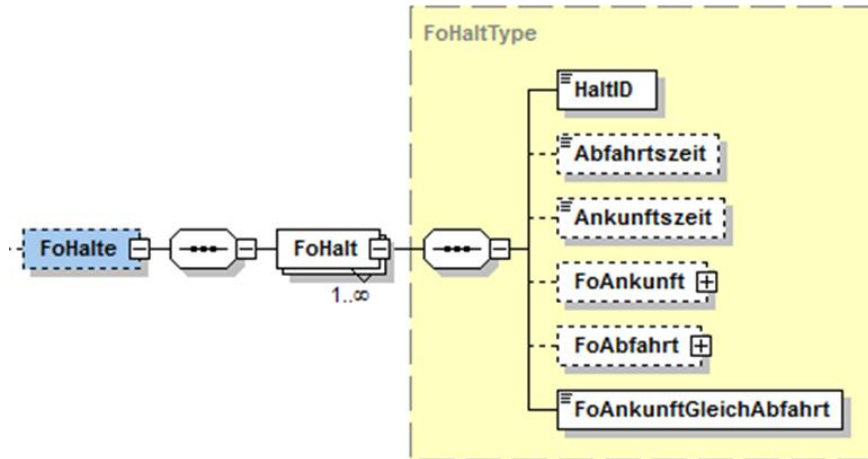 FoHaltType
HaltID
Abfahrtszeit
Ankunftszeit
FoHalte
FoHalt
1..∞
FoAnkunft
FoAbfahrt
FoAnkunftGleichAbfahrt